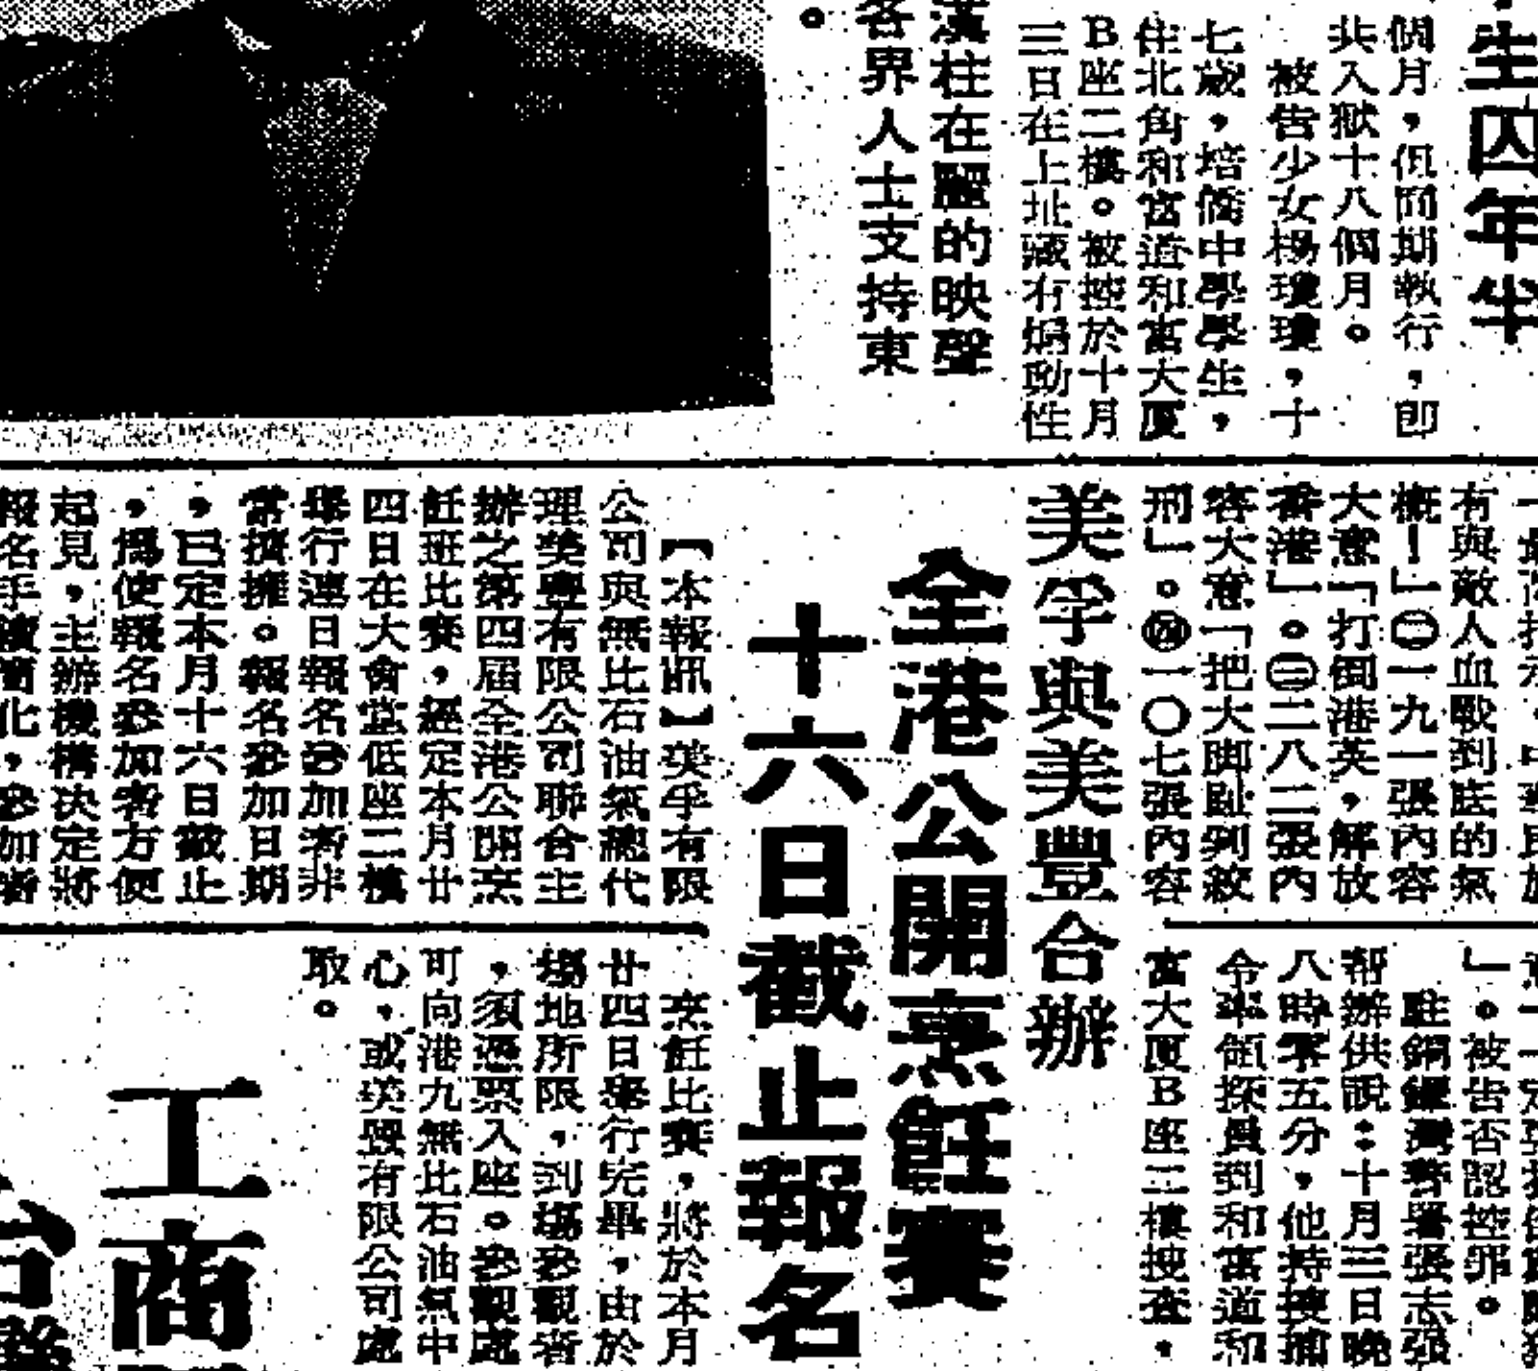 生囚年半
個月，但同期執行，即
共入獄十八個月。
被告少女楊瓊瓊，十
七歲，培僑中學學生，
住北角和富道和富大厦
B座二樓。被控於十月
三日在上址藏有煽動性
漢柱在麗的映聲
各界人士支持東
。
有與敵人血戰到底的氣
概！」㊁一九一張內容
大意「打倒港英，解放
香港」。㊂二八二張內
容大意「把大脚趾到絞
刑」。㊃一〇七張內容
」。被告否認控罪。
駐銅鑼灣警署張志強
帮辦供說：十月三日晚
八時零五分，他持搜捕
令率領探員到和富道和
富大厦B座二樓搜查，
美孚與美豐合辦
全港公開烹飪賽
十六日截止報名
【本報訊】美孚有限
公司與無比石油氣總代
理美豐有限公司聯合主
辦之第四屆全港公開烹
飪班比賽，經定本月廿
四日在大會堂低座二樓
舉行連日報名參加者非
常擠擁。報名參加日期
，已定本月十六日截止
，爲使報名參加者方便
起見，主辦機構決定將
報名手續簡化，參加者
烹飪比賽，將於本月
廿四日舉行完畢，由於
塲地所限，到塲參觀者
，須憑票入座。參觀處
可向港九無比石油氣中
心，或美豐有限公司處
取。
工商